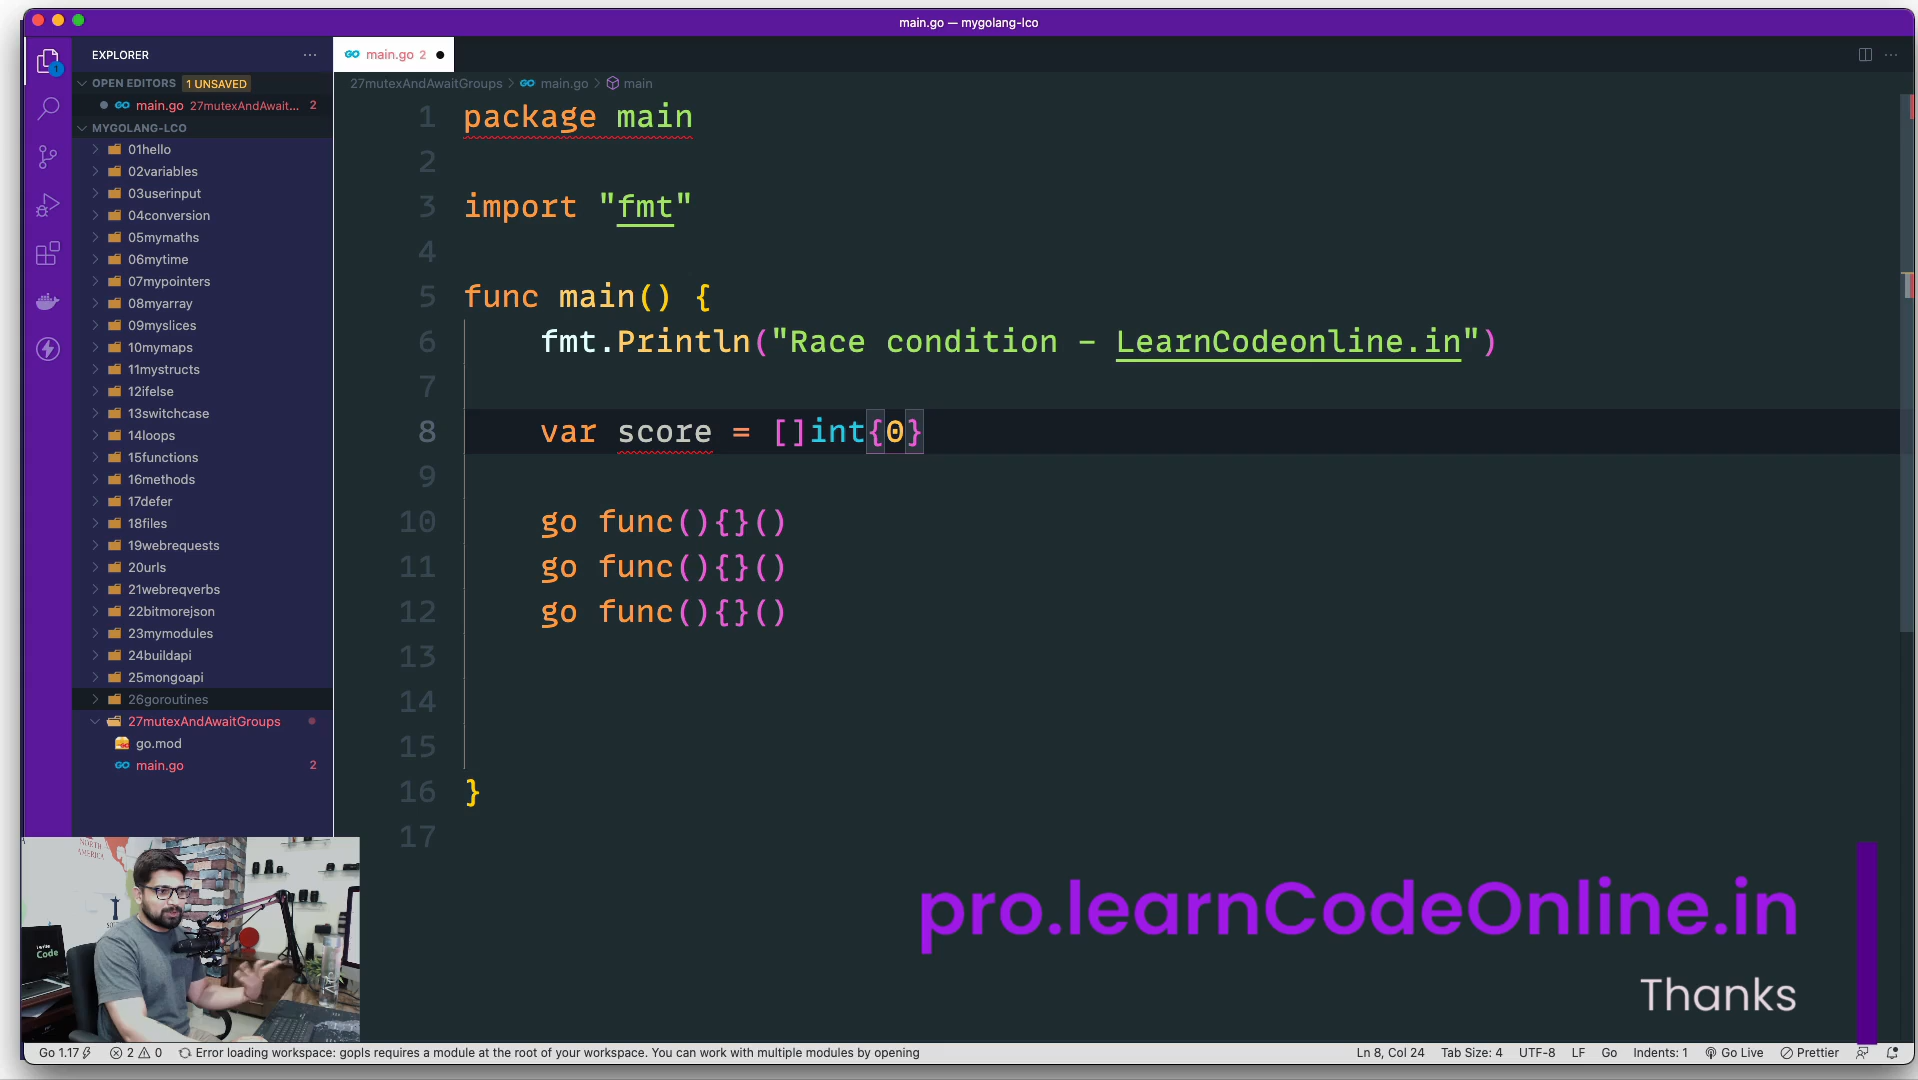 main.go — mygolang-lco
EXPLORER
main.go 2
OPEN EDITORS 1 UNSAVED
main.go 27mutexAndAwait... 2
27mutexAndAwaitGroups > main.go > main
MYGOLANG-LCO
01hello
02variables
03userinput
04conversion
05mymaths
06mytime
07mypointers
08myarray
09myslices
10mymaps
11mystructs
12ifelse
13switchcase
14loops
15functions
16methods
17defer
18files
19webrequests
20urls
21webreqverbs
22bitmorejson
23mymodules
24buildapi
25mongoapi
26goroutines
27mutexAndAwaitGroups
go.mod
main.go 2
1 package main
2
3 import "fmt"
4
5 func main() {
6 fmt.Println("Race condition - LearnCodeonline.in")
7
8 var score = []int{0}
9
10 go func(){}()
11 go func(){}()
12 go func(){}()
13
14
15
16 }
17
NORTH
AMERICA
I write
Code
pro.learnCodeOnline.in
Thanks
Go 1.17 2 0 Error loading workspace: gopls requires a module at the root of your workspace. You can work with multiple modules by opening Ln 8, Col 24 Tab Size: 4 UTF-8 LF Go Indents: 1 Go Live Prettier